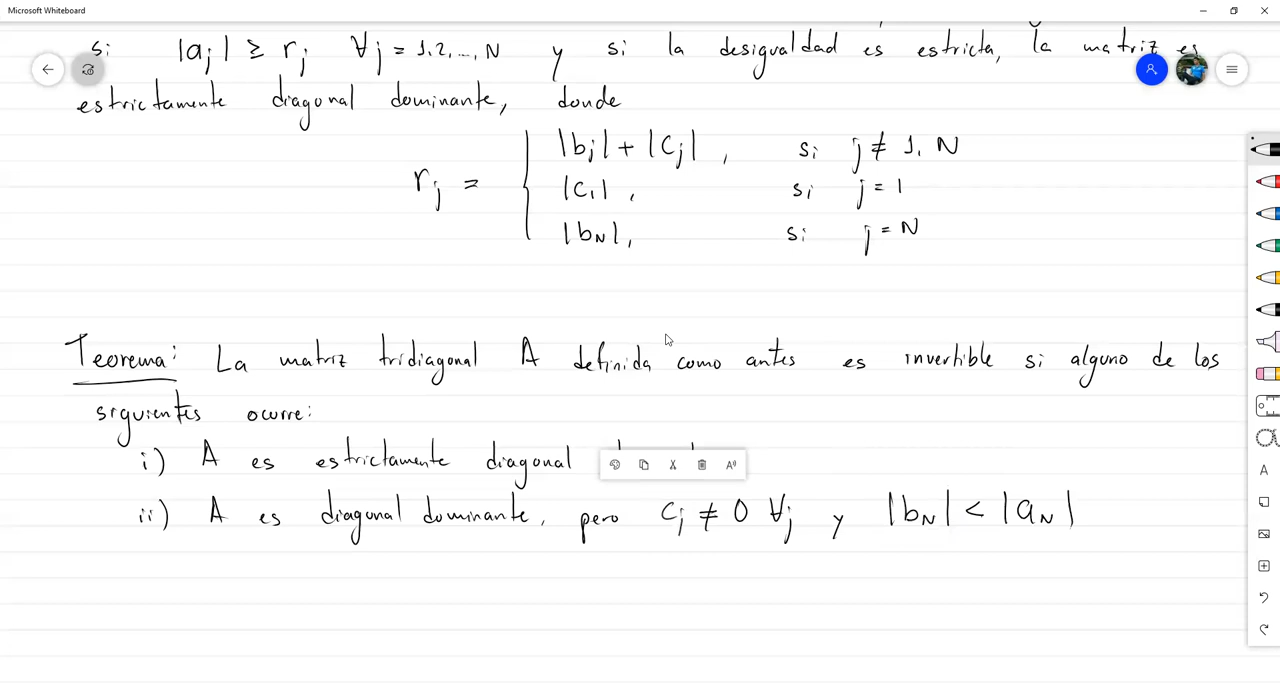 Microsoft Whiteboard
si |aj| ≥ rj ∀j = 1,2,...,N y si la desigualdad es estricta, la matriz es
estrictamente diagonal dominante, donde
rj =
|bj| + |cj|, si j ≠ 1, N
|c1|, si j = 1
|bN|, si j = N
Teorema: La matriz tridiagonal A definida como antes es invertible si alguno de los
siguientes ocurre:
i) A es estrictamente diagonal
ii) A es diagonal dominante, pero cj ≠ 0 ∀j y |bN| < |aN|